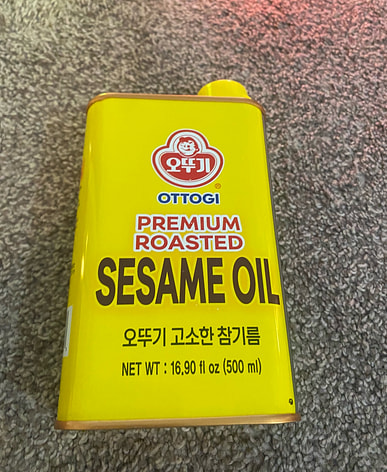 오뚜기
®
OTTOGI
PREMIUM
ROASTED
SESAME OIL
오뚜기 고소한 참기름
NET WT : 16.90 fl oz (500 ml)